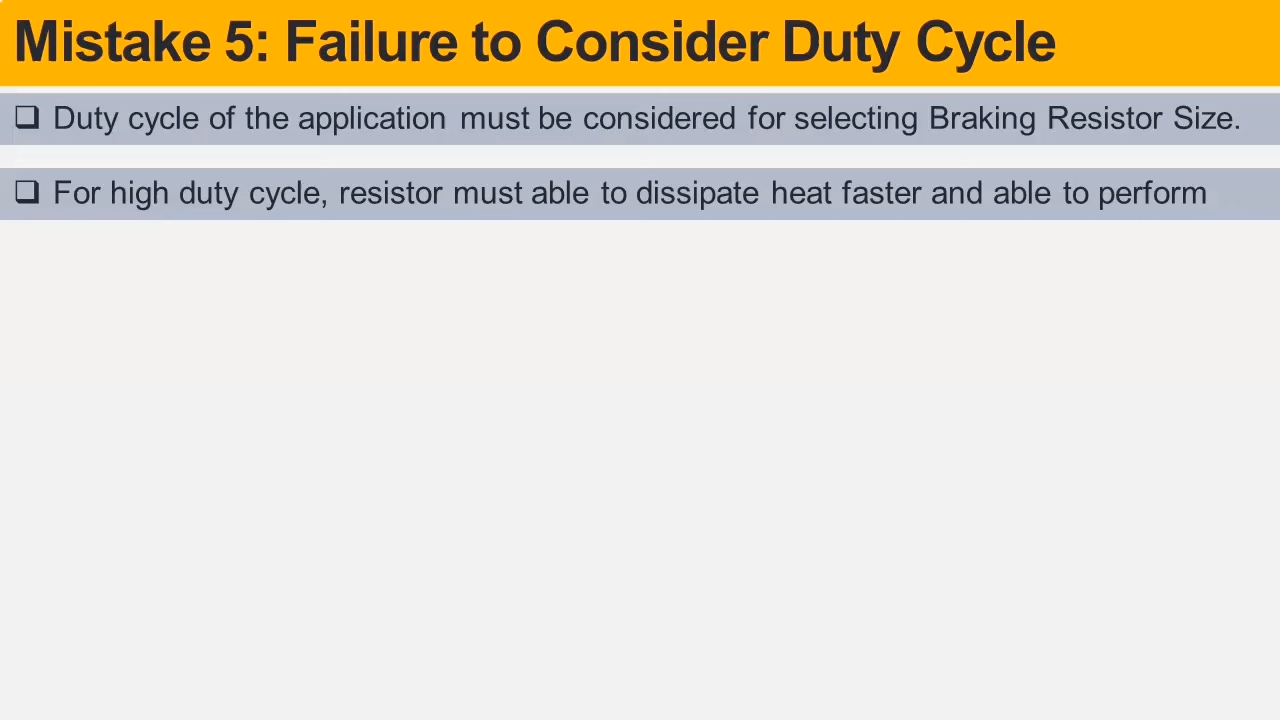 Mistake 5: Failure to Consider Duty Cycle
❑ Duty cycle of the application must be considered for selecting Braking Resistor Size.
❑ For high duty cycle, resistor must able to dissipate heat faster and able to perform